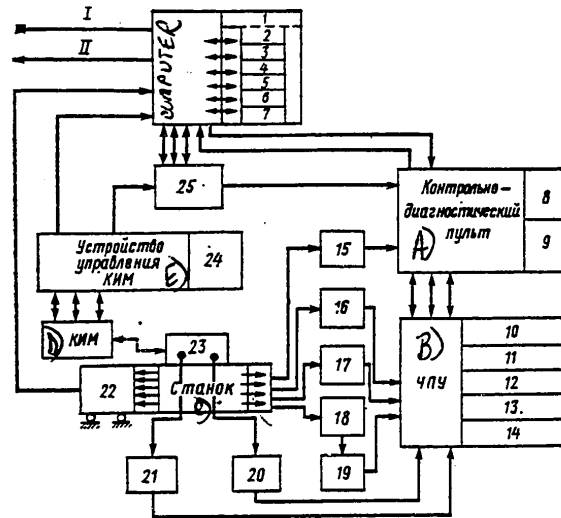 I
II
COMPUTER
1
2
3
4
5
6
7
25
Контрольно-
диагностический
пульт
A)
8
9
Устройство
управления
КИМ
E)
24
15
16
D) КИМ
23
17
B)
ЧПУ
10
11
12
13.
14
22
Станок
18
19
21
20